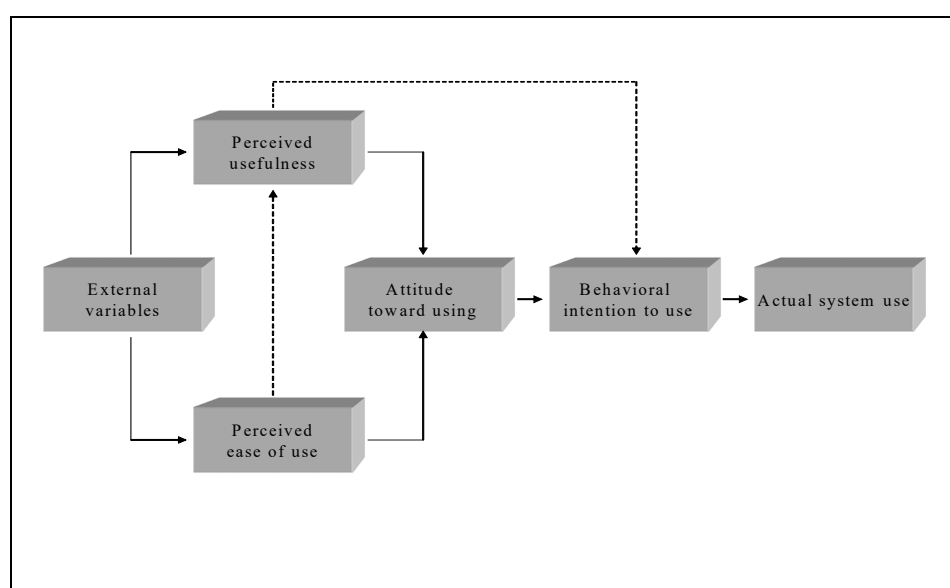 Perceived
usefulness
External
variables
Attitude
toward using
Behavioral
intention to use
Actual system use
Perceived
ease of use